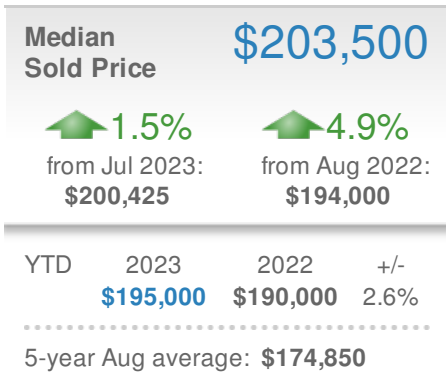 Median $203,500
Sold Price
1.5% 4.9%
from Jul 2023: from Aug 2022:
$200,425 $194,000
YTD 2023 2022 +/-
$195,000 $190,000 2.6%
5-year Aug average: $174,850